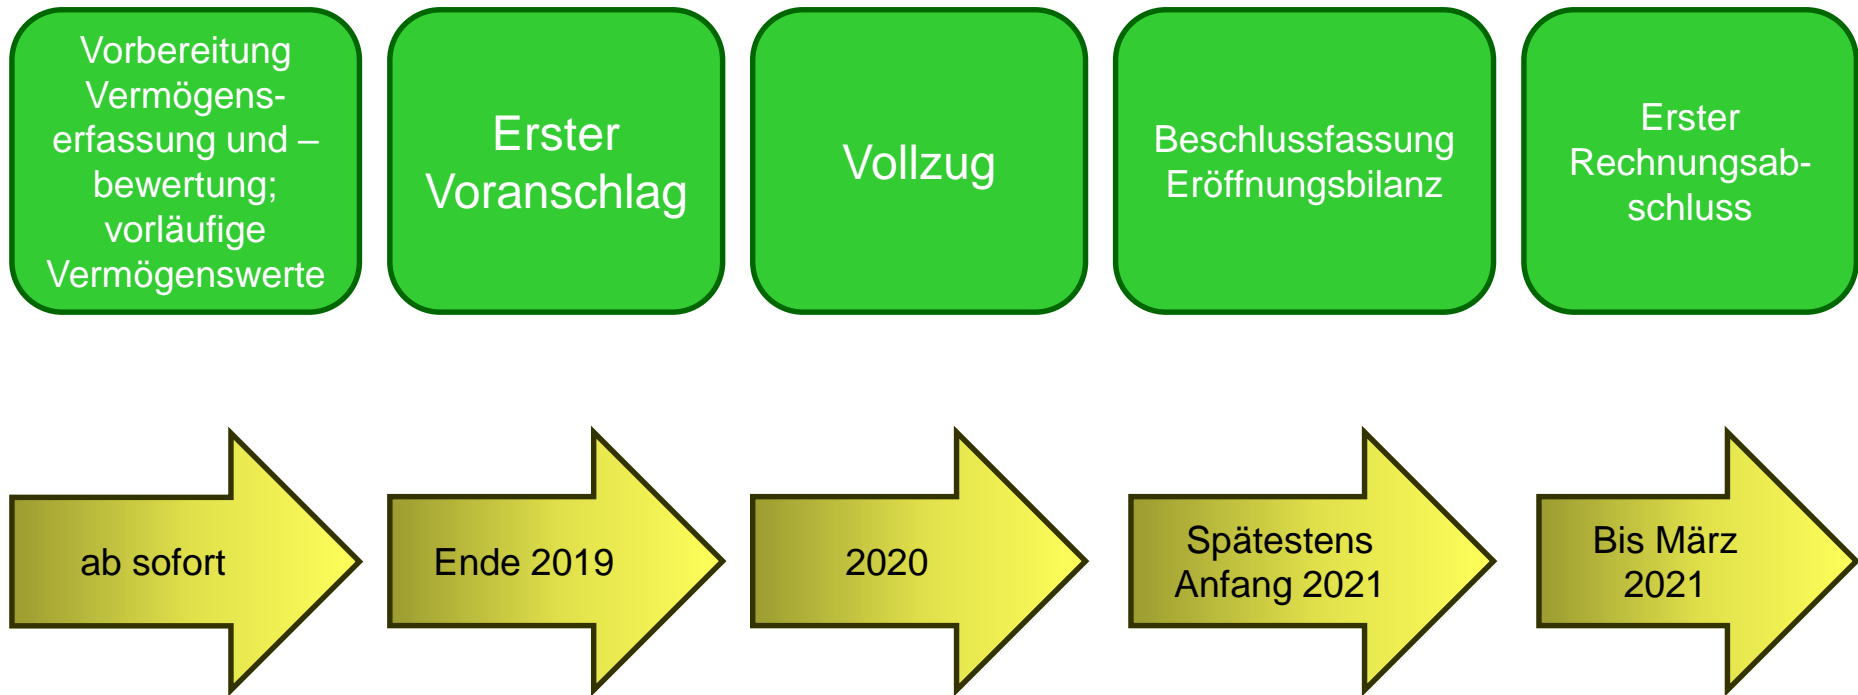 Vorbereitung
Vermögens-
erfassung und –
bewertung;
vorläufige
Vermögenswerte
Erster
Voranschlag
Vollzug
Beschlussfassung
Eröffnungsbilanz
Erster
Rechnungsab-
schluss
ab sofort
Ende 2019
2020
Spätestens
Anfang 2021
Bis März
2021